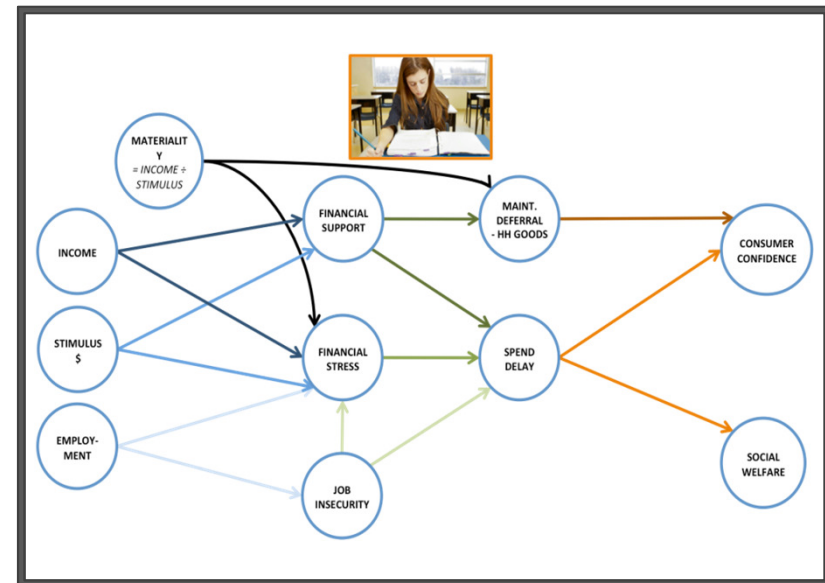 MATERIALIT
Y
= INCOME ÷
STIMULUS
INCOME
STIMULUS
$
EMPLOY-
MENT
FINANCIAL
SUPPORT
FINANCIAL
STRESS
JOB
INSECURITY
MAINT.
DEFERRAL
- HH GOODS
SPEND
DELAY
CONSUMER
CONFIDENCE
SOCIAL
WELFARE